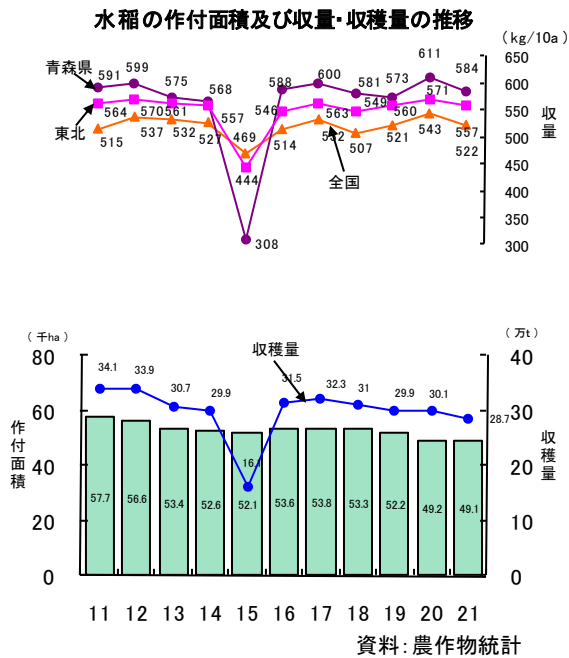 水稲の作付面積及び収量・収穫量の推移
(kg/10a)
青森県
591 599 575 568 588 600 581 573 611 584
東北
564 570 561 557 546 563 549 560 571 557
515 537 532 527 469 514 532 507 521 543 522
444
308
全国
収量
650
600
550
500
450
400
350
300
(千ha)
(万t)
収穫量
80 40
60 30
40 20
20 10
0 0
34.1 33.9 30.7 29.9 16.1 31.5 32.3 31 29.9 30.1 28.7
作付面積
収穫量
57.7 56.6 53.4 52.6 52.1 53.6 53.8 53.3 52.2 49.2 49.1
11 12 13 14 15 16 17 18 19 20 21
資料：農作物統計